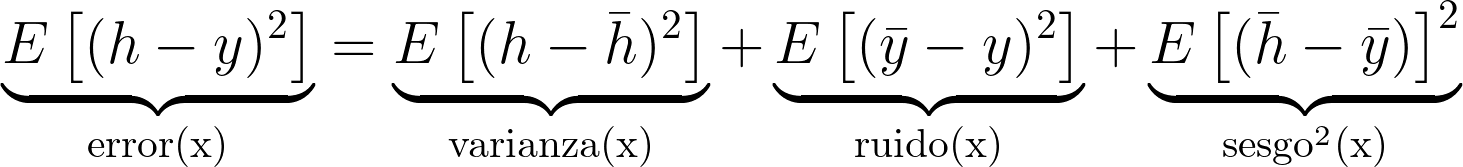 E [(h − y)²] = E [(h − h̄)²] + E [(ȳ − y)²] + E [(h̄ − ȳ)]²
error(x) varianza(x) ruido(x) sesgo²(x)